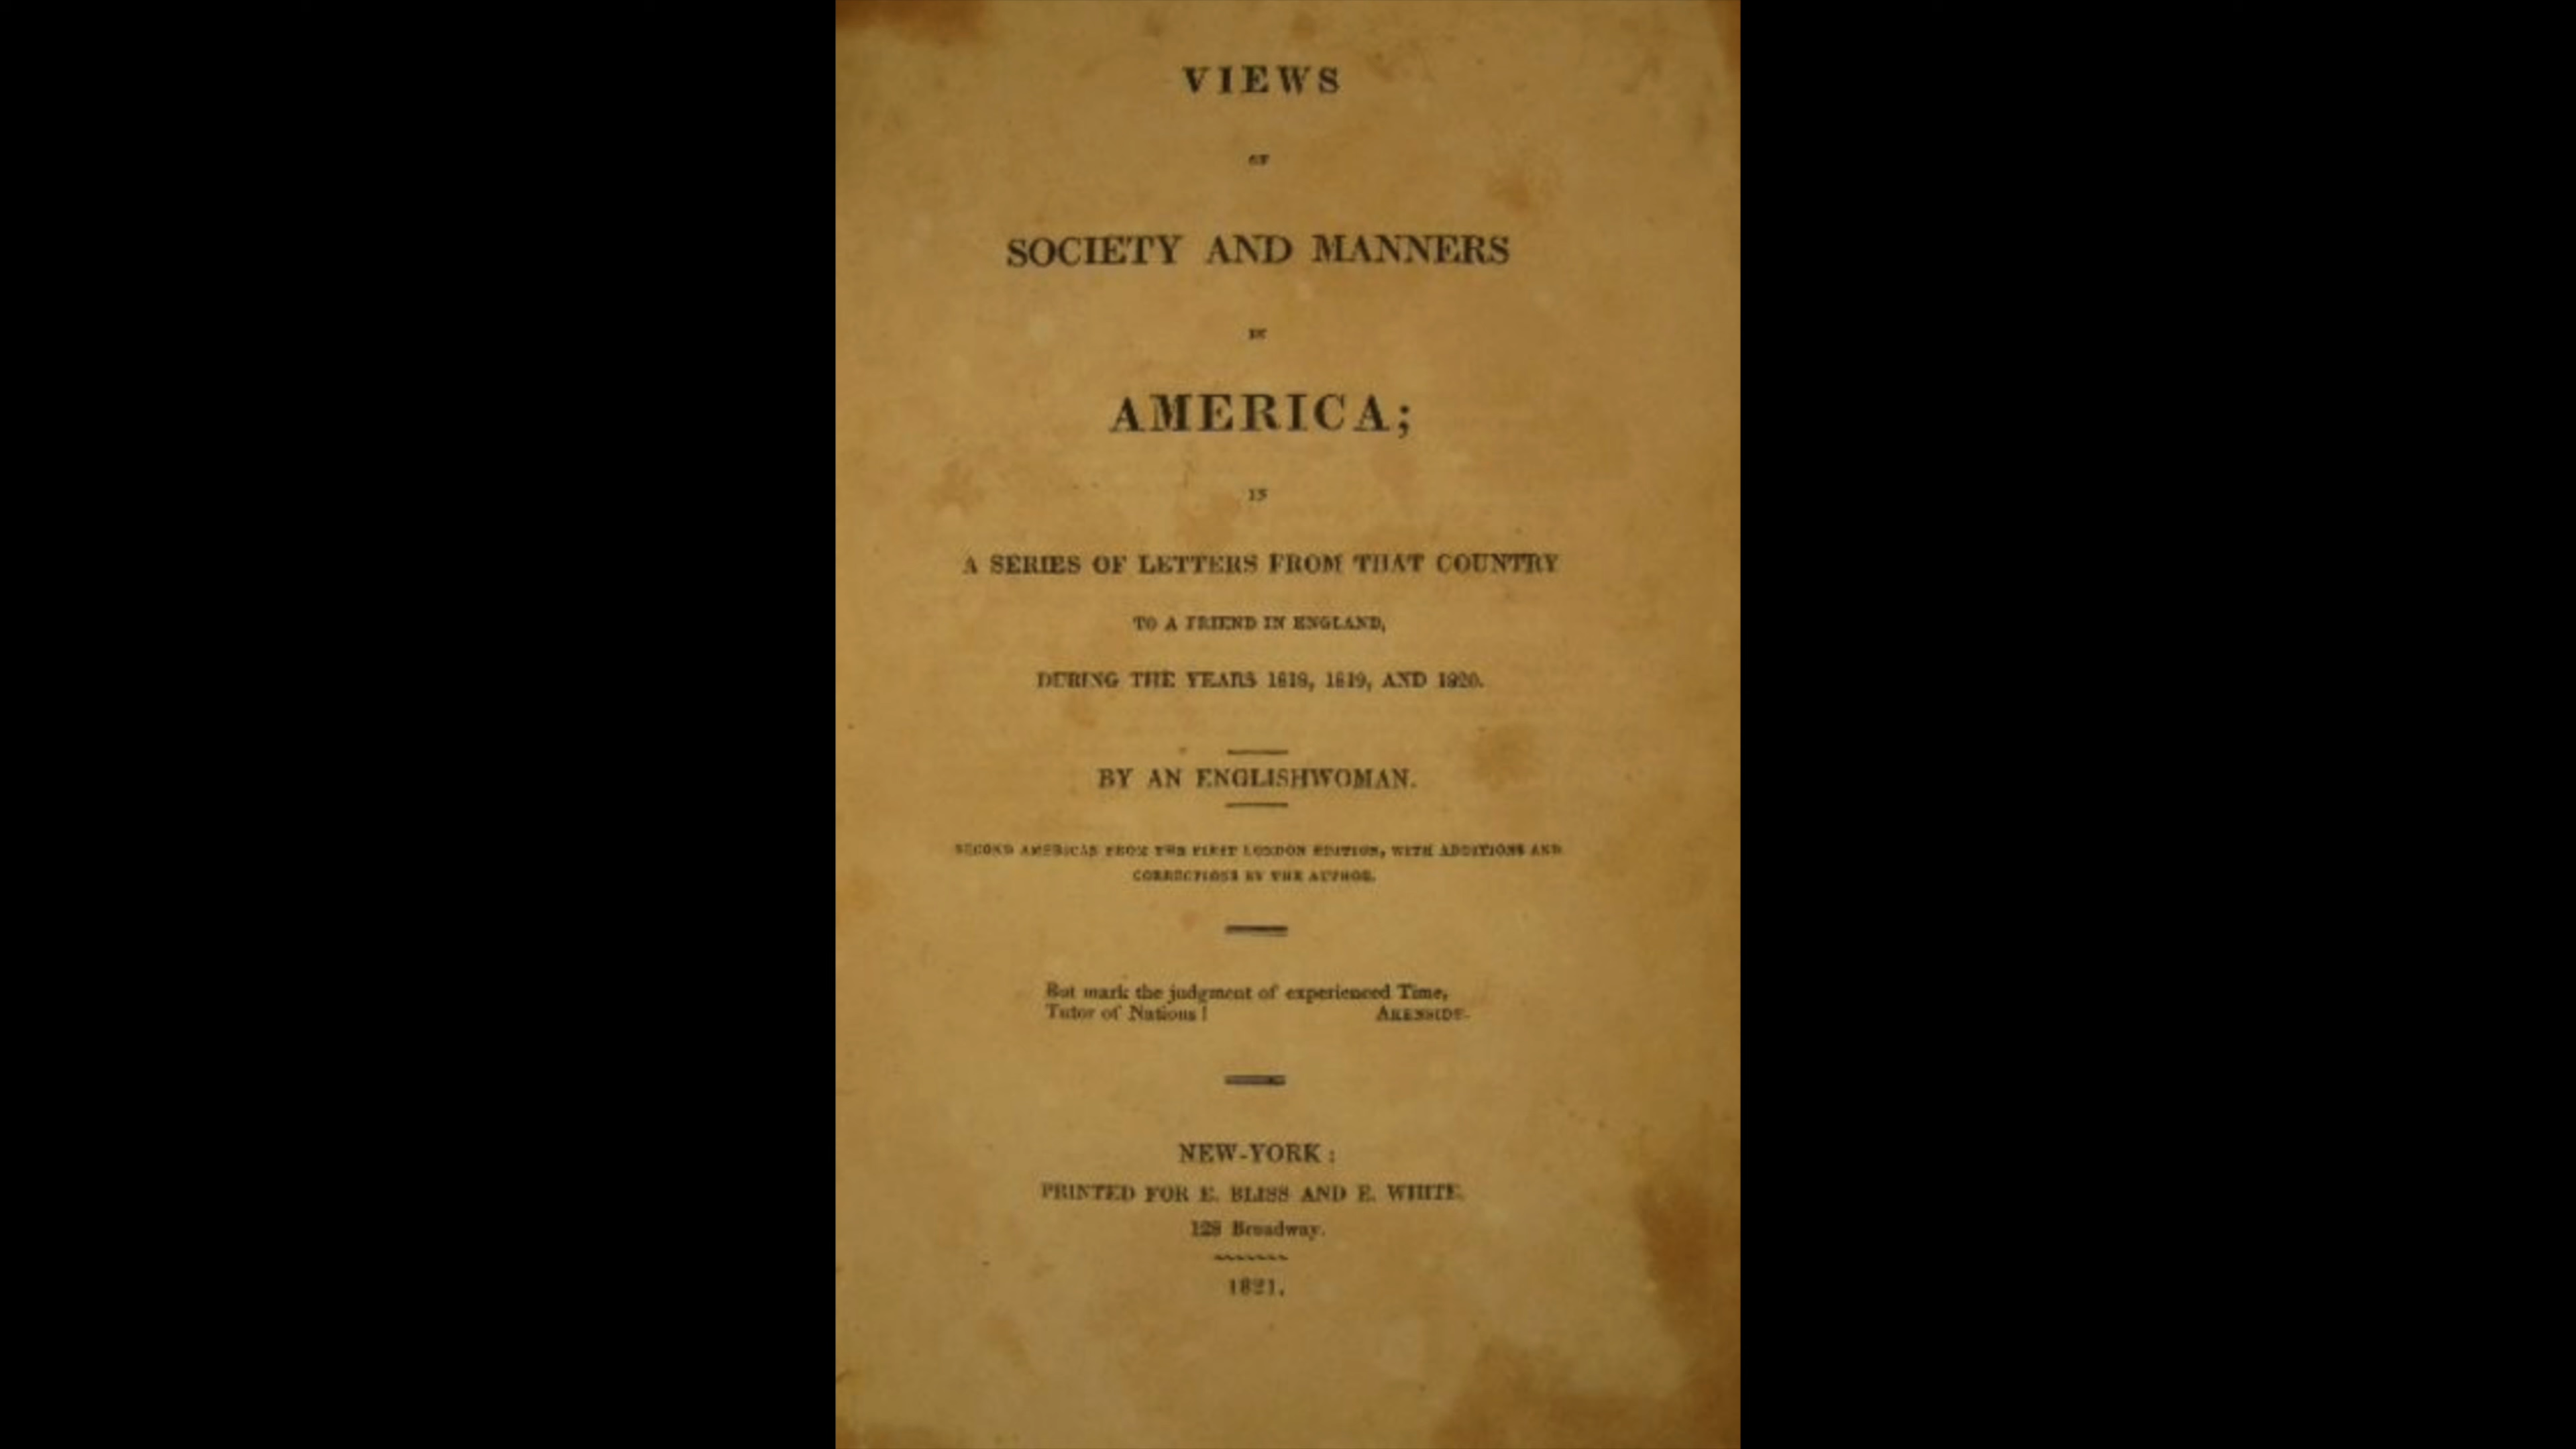 VIEWS
OF
SOCIETY AND MANNERS
IN
AMERICA;
IN
A SERIES OF LETTERS FROM THAT COUNTRY
TO A FRIEND IN ENGLAND,
DURING THE YEARS 1818, 1819, AND 1820.
BY AN ENGLISHWOMAN.
SECOND AMERICAN FROM THE FIRST LONDON EDITION, WITH ADDITIONS AND
CORRECTIONS BY THE AUTHOR.
But mark the judgment of experienced Time,
Tutor of Nations! AKENSIDE.
NEW-YORK:
PRINTED FOR E. BLISS AND E. WHITE.
128 Broadway.
1821.